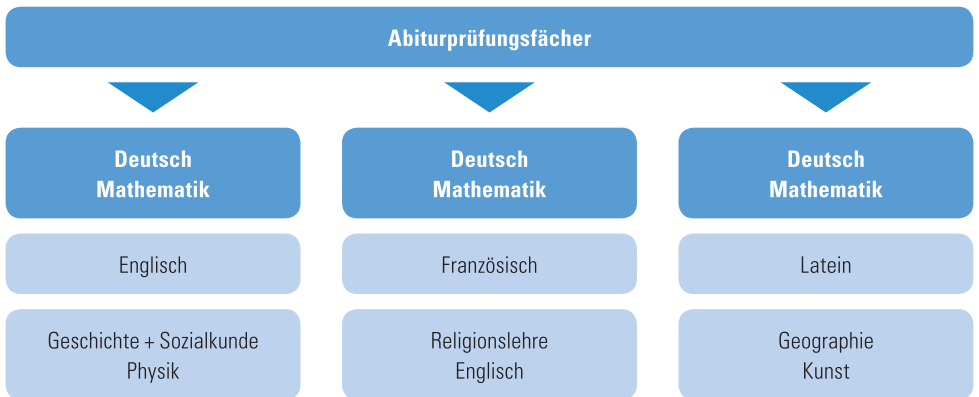 Abiturprüfungsfächer
Deutsch
Mathematik
Englisch
Geschichte + Sozialkunde
Physik
Deutsch
Mathematik
Französisch
Religionslehre
Englisch
Deutsch
Mathematik
Latein
Geographie
Kunst